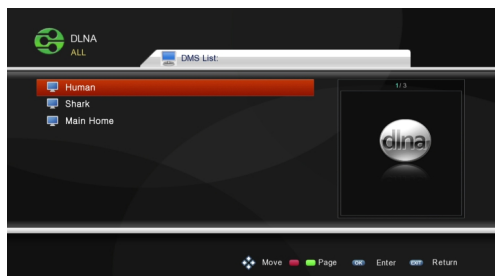 DLNA
ALL
DMS List:
Human
Shark
Main Home
1/3
dlna
Move Page OK Enter EXIT Return